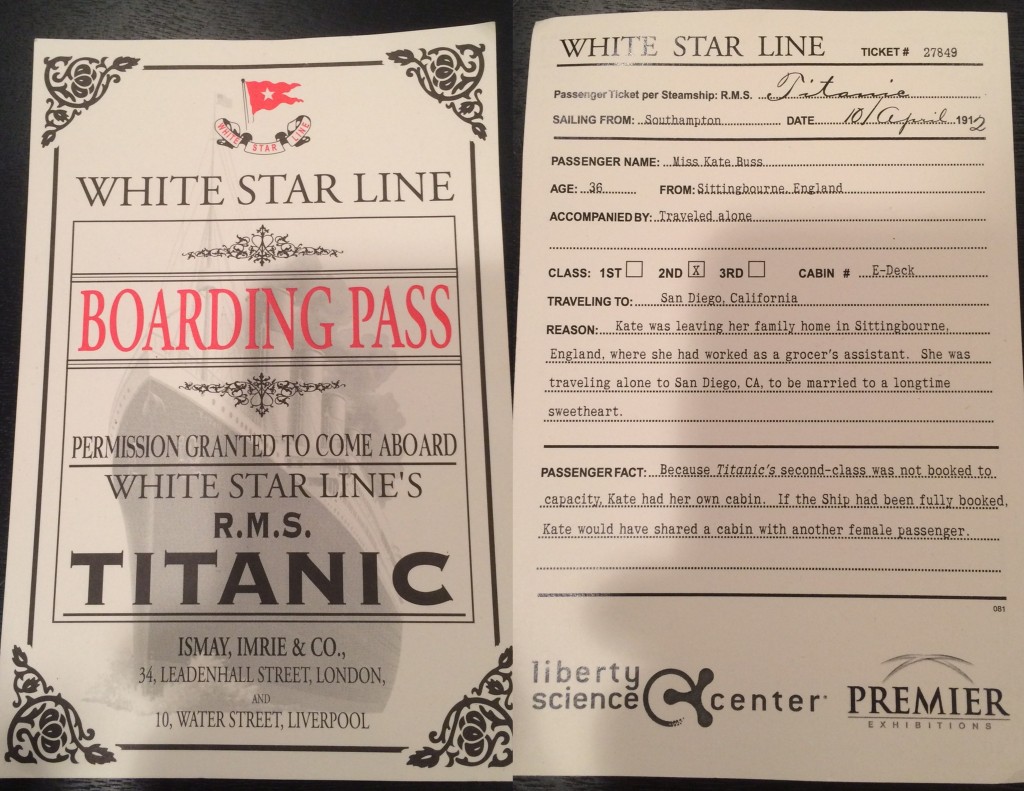 WHITE STAR LINE
WHITE STAR LINE
BOARDING PASS
PERMISSION GRANTED TO COME ABOARD
WHITE STAR LINE'S
R.M.S.
TITANIC
ISMAY, IMRIE & CO.,
34, LEADENHALL STREET, LONDON,
AND
10, WATER STREET, LIVERPOOL
WHITE STAR LINE TICKET # 27849
Passenger Ticket per Steamship: R.M.S. Titanic
SAILING FROM: Southampton DATE 10/April 1912
PASSENGER NAME: Miss Kate Buss
AGE: 36 FROM: Sittingbourne, England
ACCOMPANIED BY: Traveled alone
CLASS: 1ST 2ND X 3RD CABIN # E-Deck
TRAVELING TO: San Diego, California
REASON: Kate was leaving her family home in Sittingbourne,
England, where she had worked as a grocer's assistant. She was
traveling alone to San Diego, CA, to be married to a longtime
sweetheart.
PASSENGER FACT: Because Titanic's second-class was not booked to
capacity, Kate had her own cabin. If the Ship had been fully booked,
Kate would have shared a cabin with another female passenger.
081
liberty
science center
PREMIER
EXHIBITIONS